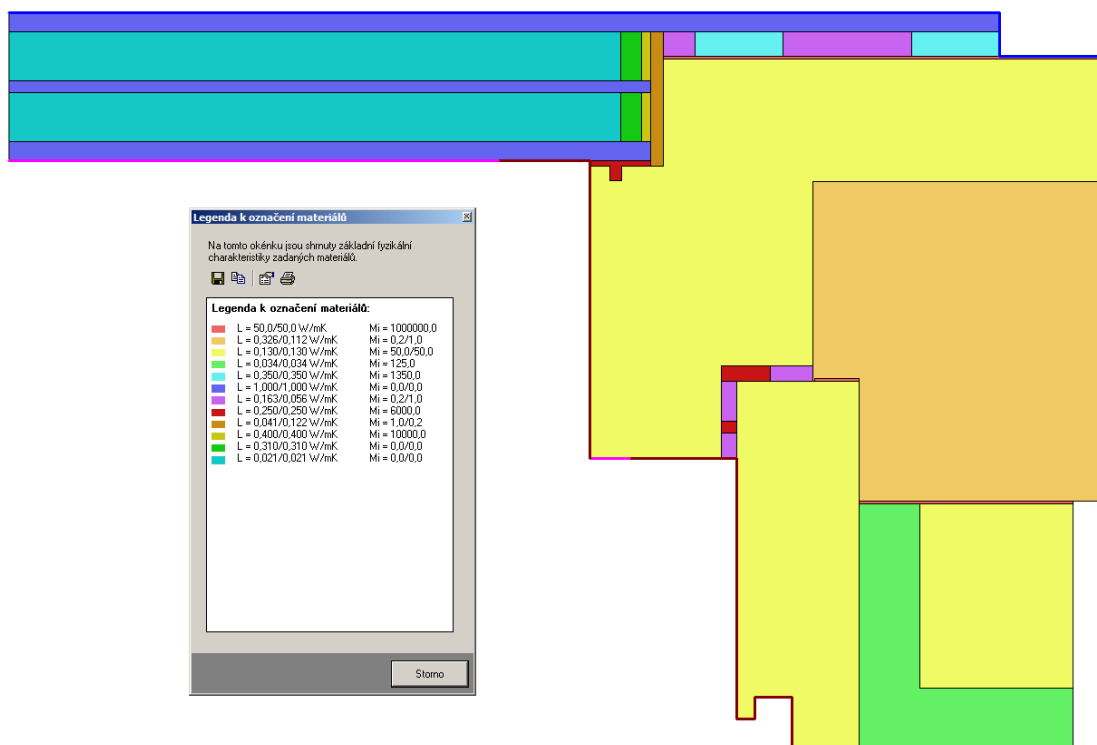 Legenda k označení materiálů
Na tomto okénku jsou shrnuty základní fyzikální
charakteristiky zadaných materiálů.
Legenda k označení materiálů:
L = 50,0/50,0 W/mK Mi = 1000000,0
L = 0,326/0,112 W/mK Mi = 0,2/1,0
L = 0,130/0,130 W/mK Mi = 50,0/50,0
L = 0,034/0,034 W/mK Mi = 125,0
L = 0,350/0,350 W/mK Mi = 1350,0
L = 1,000/1,000 W/mK Mi = 0,0/0,0
L = 0,163/0,056 W/mK Mi = 0,2/1,0
L = 0,250/0,250 W/mK Mi = 6000,0
L = 0,041/0,122 W/mK Mi = 1,0/0,2
L = 0,400/0,400 W/mK Mi = 10000,0
L = 0,310/0,310 W/mK Mi = 0,0/0,0
L = 0,021/0,021 W/mK Mi = 0,0/0,0
Storno